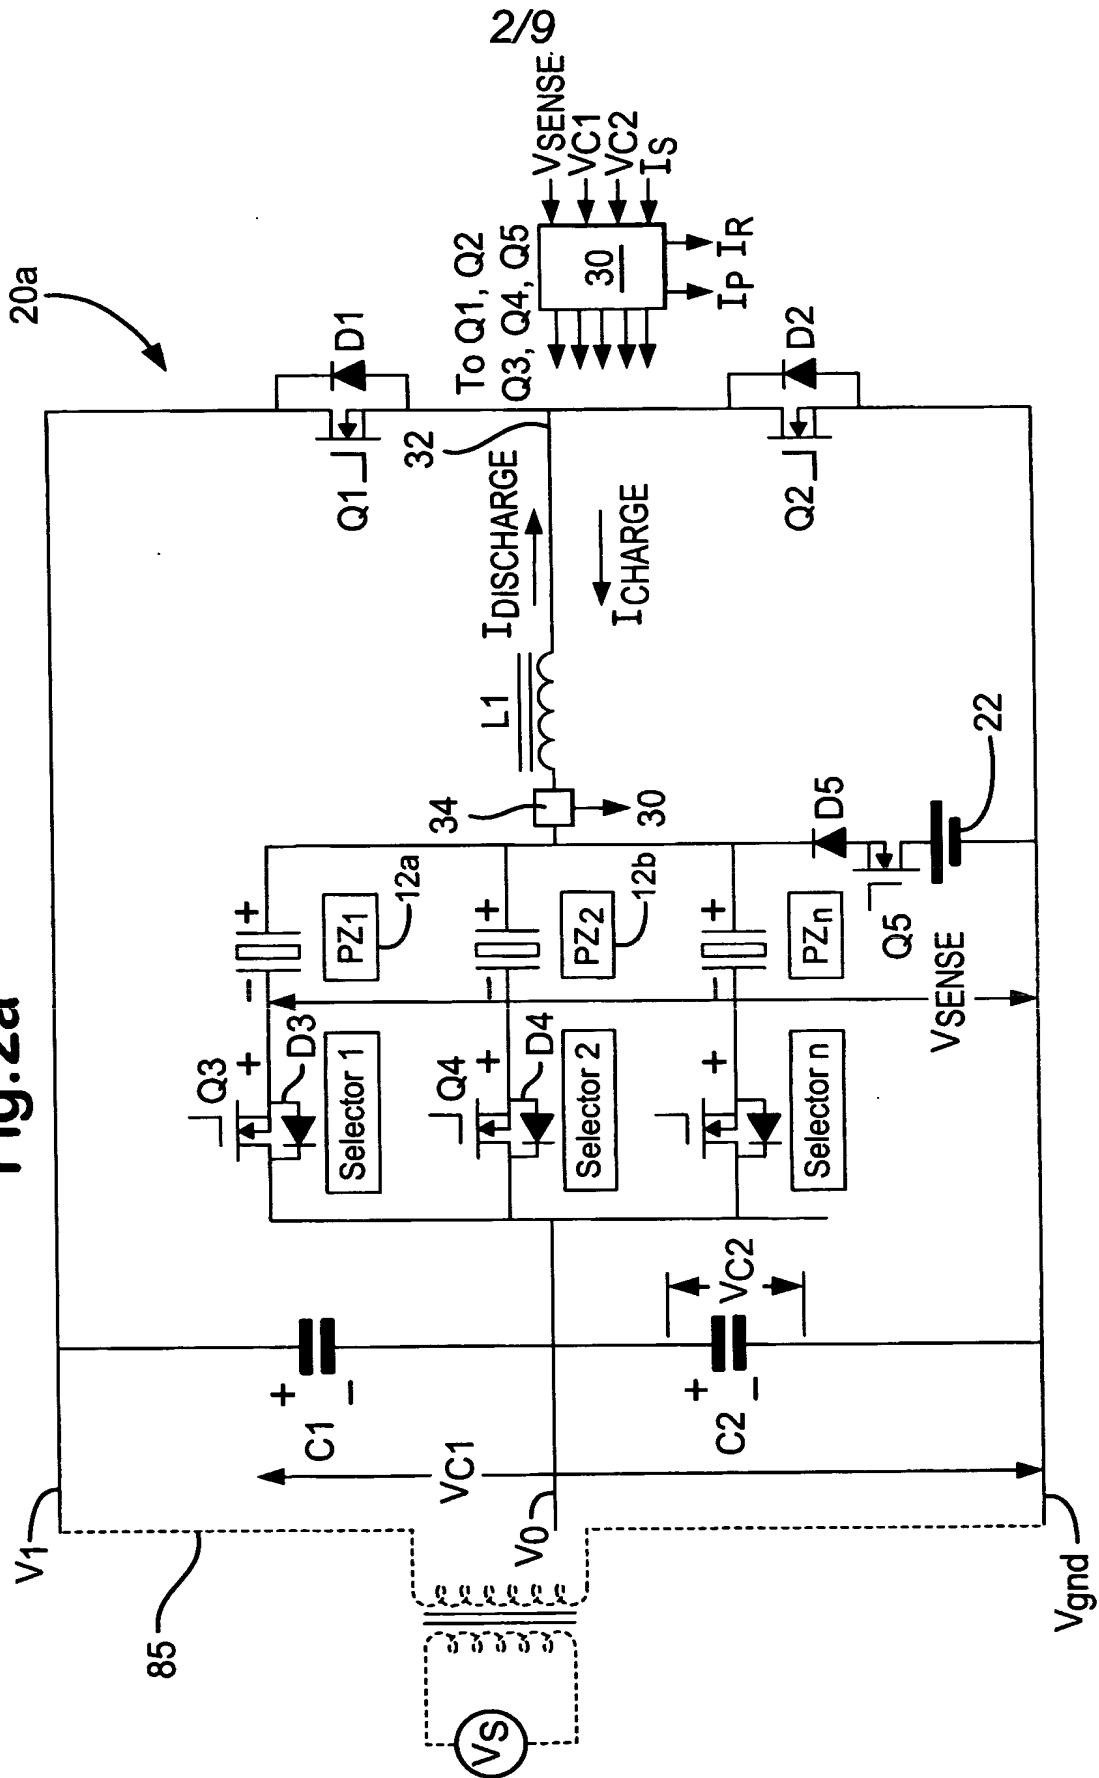 2/9
Fig.2a
20a
V1
85
VS
V0
Vgnd
VC1
C1
+
−
C2
+
−
VC2
Q3
+
D3
Selector 1
Q4
+
D4
Selector 2
+
Selector n
− +
PZ1
12a
− +
PZ2
12b
− +
PZn
VSENSE
Q5
D5
22
34
30
L1
IDISCHARGE
ICHARGE
32
Q1
D1
Q2
D2
To Q1, Q2
Q3, Q4, Q5
30
VSENSE
VC1
VC2
IS
IP
IR